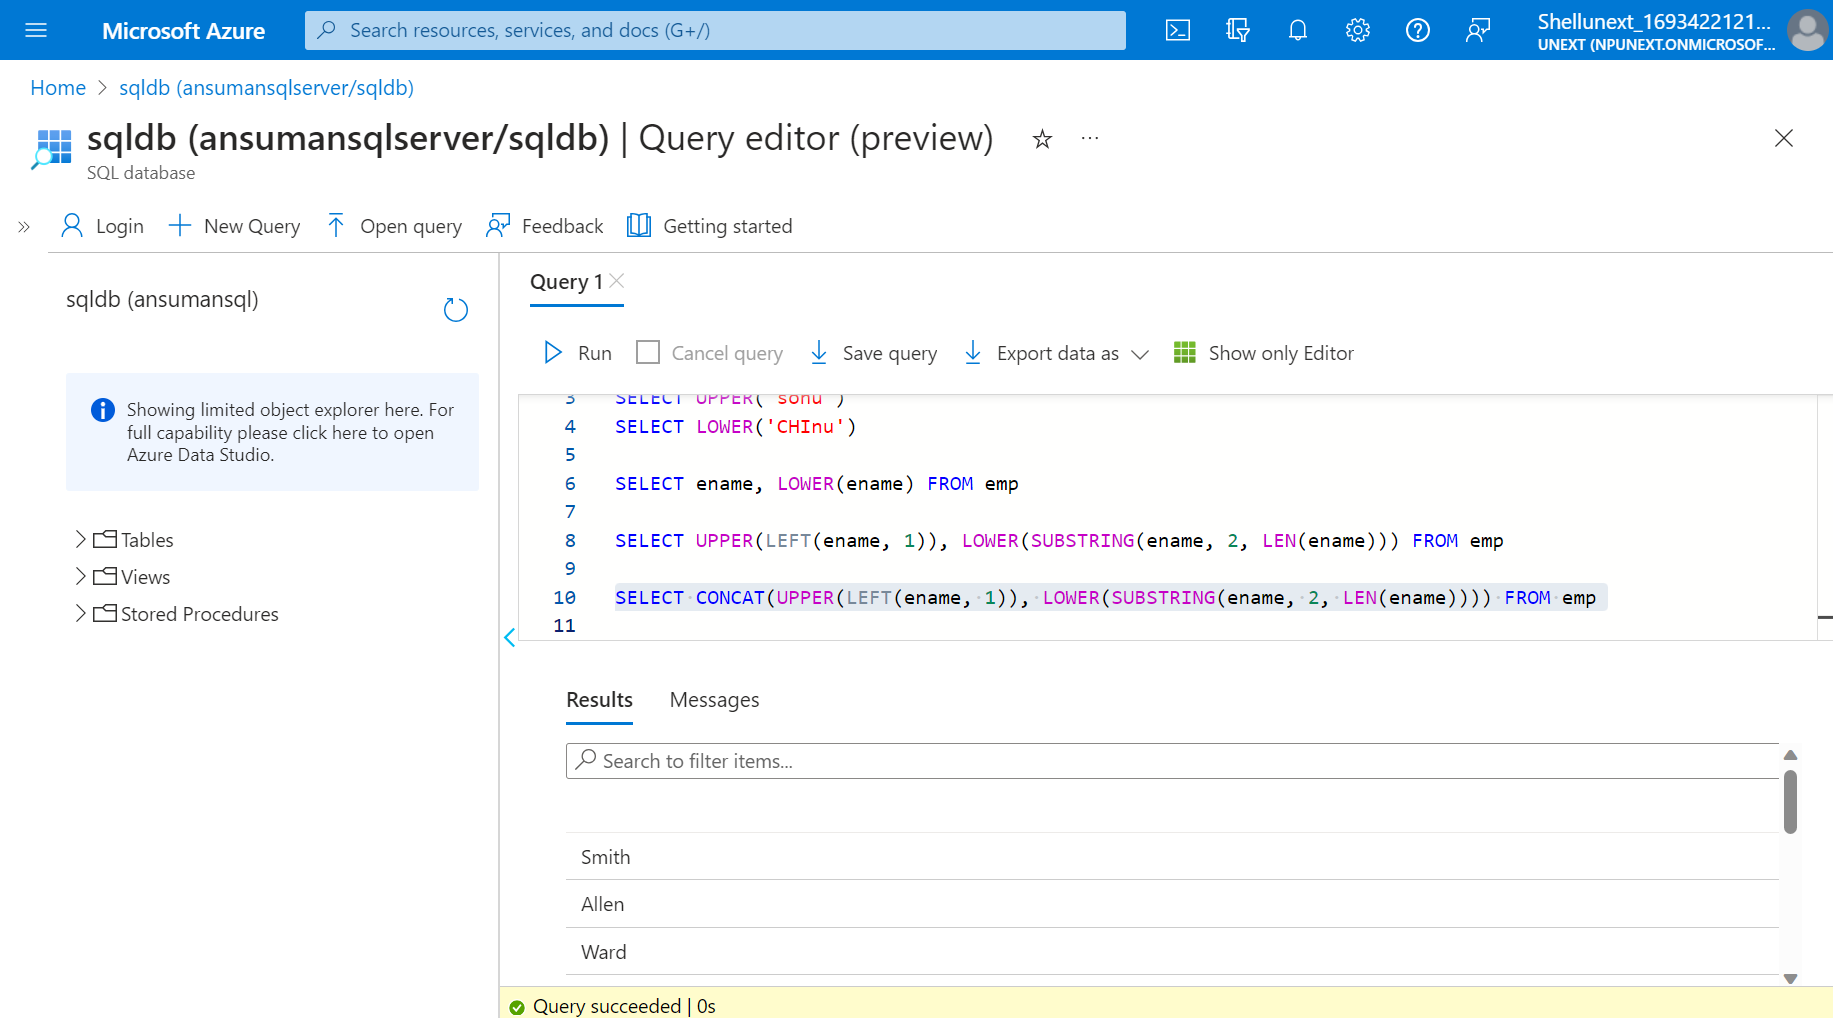 Microsoft Azure
Search resources, services, and docs (G+/)
Shellunext_1693422121...
UNEXT (NPUNEXT.ONMICROSOF...
Home > sqldb (ansumansqlserver/sqldb)
sqldb (ansumansqlserver/sqldb) | Query editor (preview)
SQL database
Login
New Query
Open query
Feedback
Getting started
sqldb (ansumansql)
Showing limited object explorer here. For
full capability please click here to open
Azure Data Studio.
Tables
Views
Stored Procedures
Query 1
Run
Cancel query
Save query
Export data as
Show only Editor
3 SELECT UPPER('sonu')
4 SELECT LOWER('CHInu')
5
6 SELECT ename, LOWER(ename) FROM emp
7
8 SELECT UPPER(LEFT(ename, 1)), LOWER(SUBSTRING(ename, 2, LEN(ename))) FROM emp
9
10 SELECT CONCAT(UPPER(LEFT(ename, 1)), LOWER(SUBSTRING(ename, 2, LEN(ename)))) FROM emp
11
Results
Messages
Search to filter items...
Smith
Allen
Ward
Query succeeded | 0s